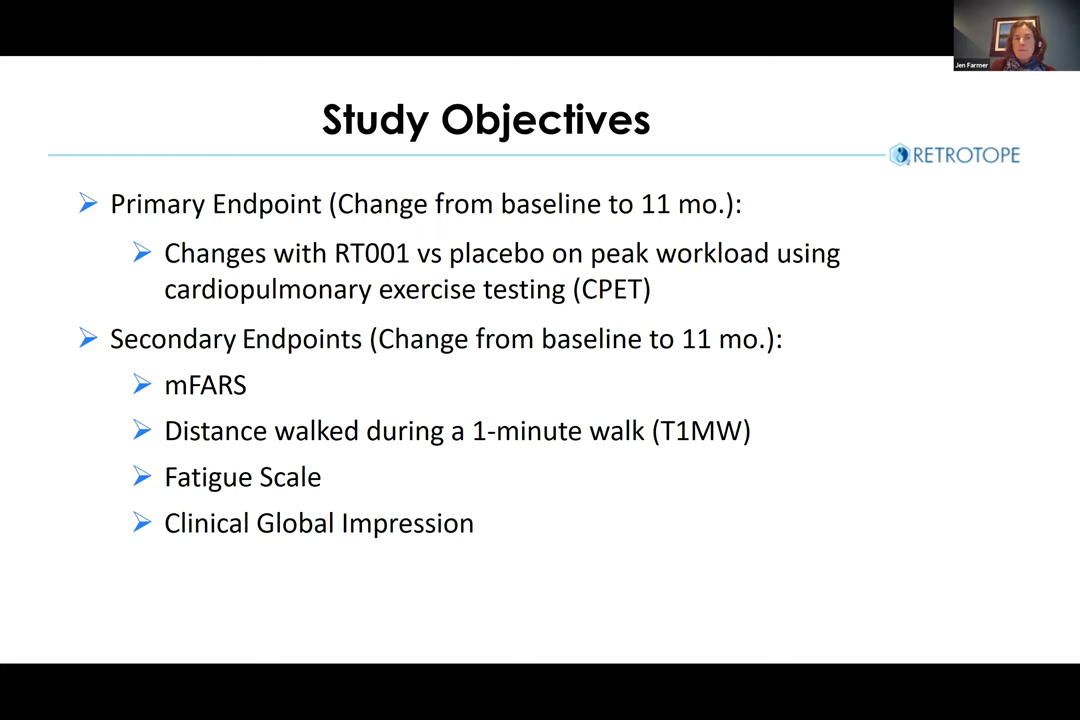 Jen Farmer
Study Objectives
RETROTOPE
Primary Endpoint (Change from baseline to 11 mo.):
Changes with RT001 vs placebo on peak workload using
cardiopulmonary exercise testing (CPET)
Secondary Endpoints (Change from baseline to 11 mo.):
mFARS
Distance walked during a 1-minute walk (T1MW)
Fatigue Scale
Clinical Global Impression